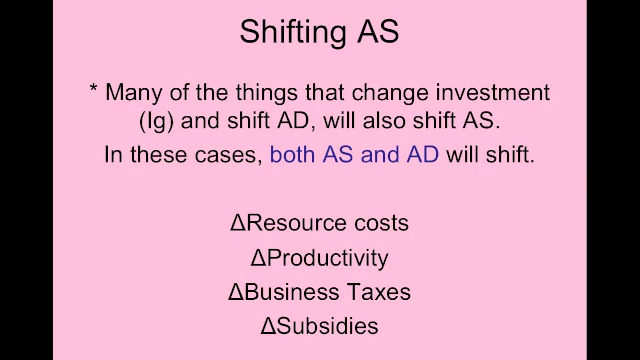 Shifting AS
* Many of the things that change investment
(Ig) and shift AD, will also shift AS.
In these cases, both AS and AD will shift.
ΔResource costs
ΔProductivity
ΔBusiness Taxes
ΔSubsidies